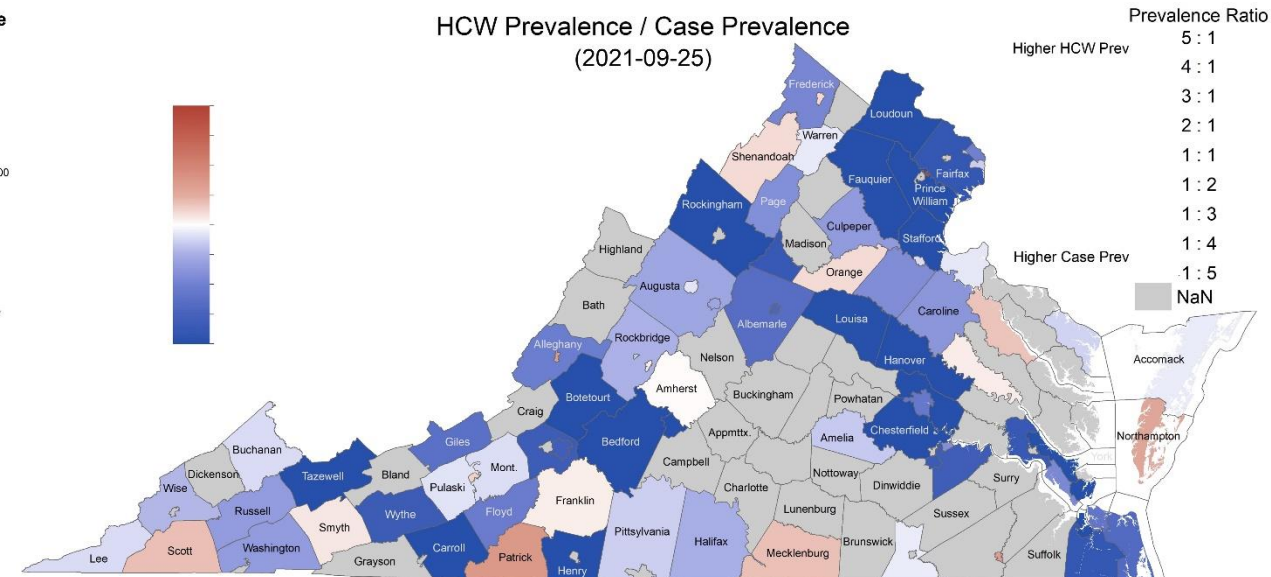 e
HCW Prevalence / Case Prevalence
(2021-09-25)
Prevalence Ratio
Higher HCW Prev
5 : 1
4 : 1
3 : 1
2 : 1
1 : 1
1 : 2
1 : 3
1 : 4
Higher Case Prev
1 : 5
NaN
00
Frederick
Loudoun
Warren
Shenandoah
Fairfax
Fauquier
Prince
William
Page
Rockingham
Culpeper
Stafford
Madison
Highland
Orange
Augusta
Bath
Caroline
Louisa
Albemarle
Rockbridge
Alleghany
Nelson
Hanover
Accomack
Amherst
Botetourt
Buckingham
Powhatan
Craig
Chesterfield
Appmttx.
Amelia
Northampton
Giles
Bedford
Buchanan
York
Mont.
Campbell
Dickenson
Tazewell
Bland
Nottoway
Surry
Pulaski
Charlotte
Dinwiddie
Wise
Franklin
Lunenburg
Russell
Wythe
Floyd
Sussex
Smyth
Pittsylvania
Halifax
Brunswick
Washington
Carroll
Scott
Patrick
Mecklenburg
Suffolk
Lee
Grayson
Henry